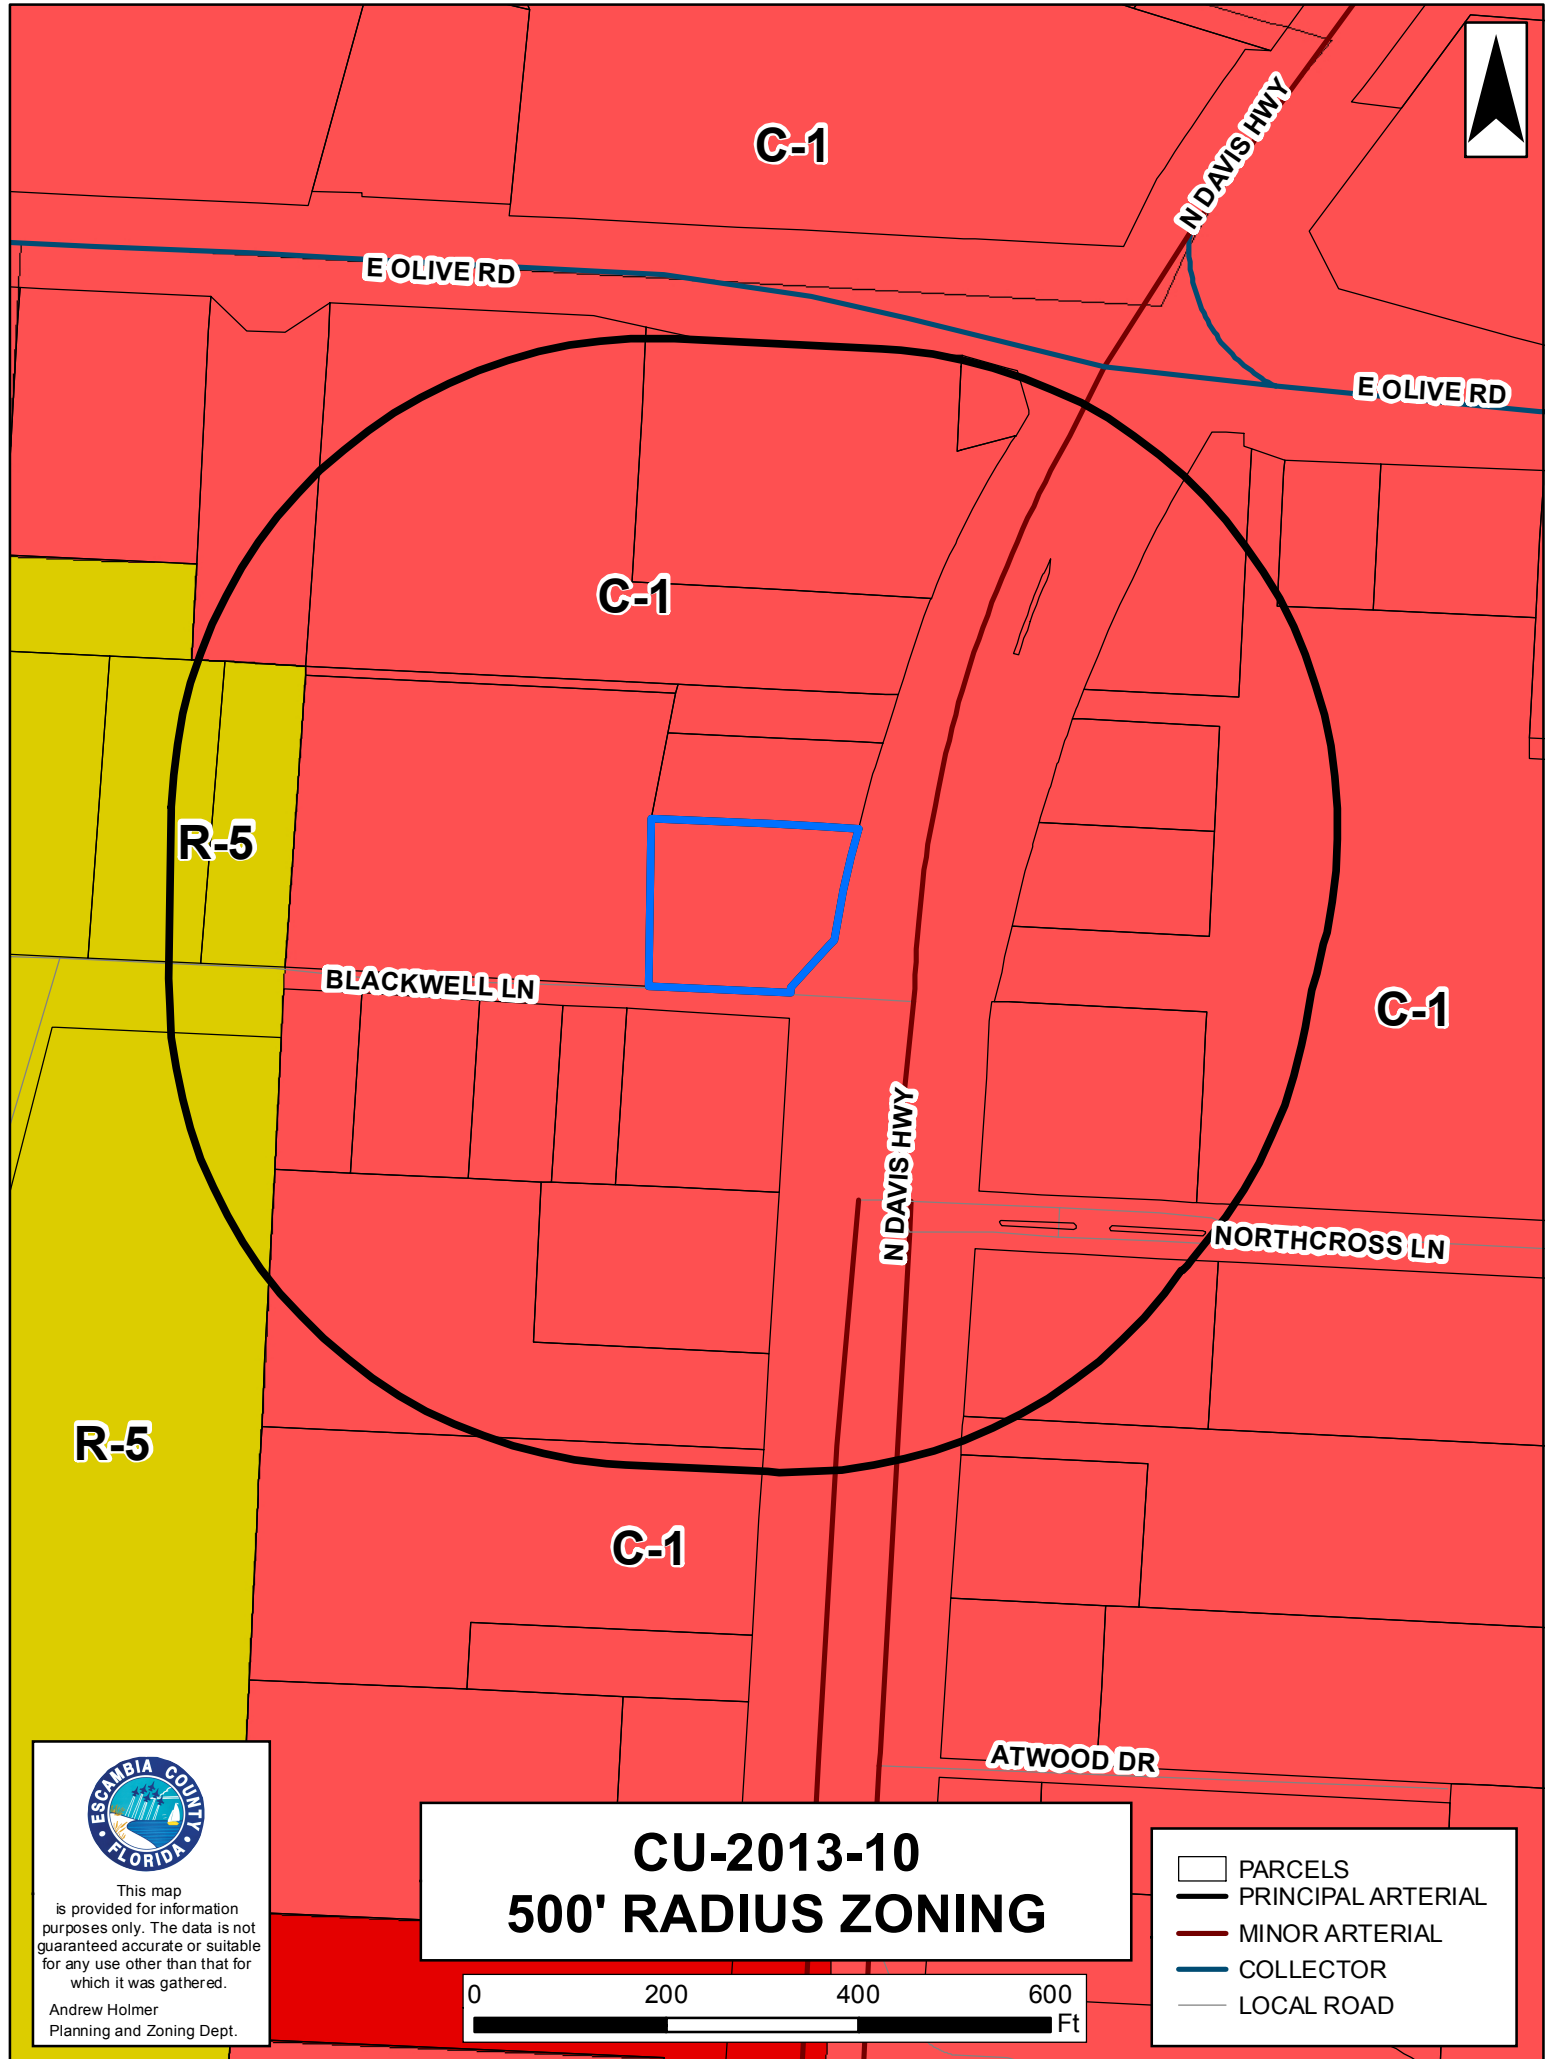 C-1
N DAVIS HWY
E OLIVE RD
E OLIVE RD
C-1
R-5
BLACKWELL LN
C-1
N DAVIS HWY
NORTHCROSS LN
R-5
C-1
ATWOOD DR
ESCAMBIA COUNTY
FLORIDA
This map
is provided for information
purposes only. The data is not
guaranteed accurate or suitable
for any use other than that for
which it was gathered.
Andrew Holmer
Planning and Zoning Dept.
CU-2013-10
500' RADIUS ZONING
0 200 400 600
Ft
PARCELS
PRINCIPAL ARTERIAL
MINOR ARTERIAL
COLLECTOR
LOCAL ROAD